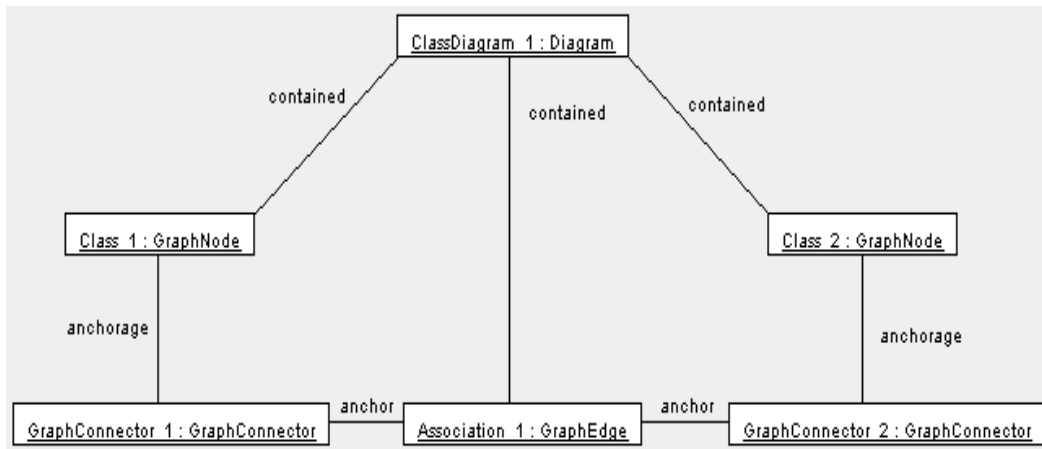 ClassDiagram 1 : Diagram
contained
contained
contained
Class 1 : GraphNode
Class 2 : GraphNode
anchorage
anchorage
anchor
anchor
GraphConnector 1 : GraphConnector
Association 1 : GraphEdge
GraphConnector 2 : GraphConnector